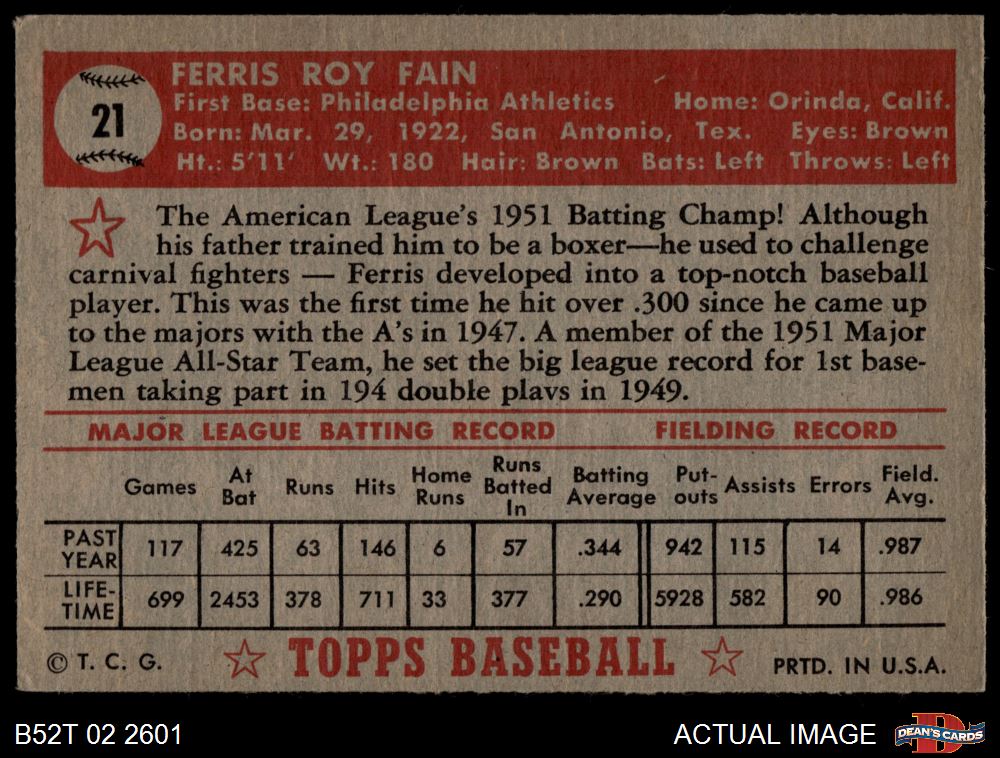 21
FERRIS ROY FAIN
First Base: Philadelphia Athletics Home: Orinda, Calif.
Born: Mar. 29, 1922, San Antonio, Tex. Eyes: Brown
Ht.: 5'11' Wt.: 180 Hair: Brown Bats: Left Throws: Left
The American League's 1951 Batting Champ! Although
his father trained him to be a boxer—he used to challenge
carnival fighters — Ferris developed into a top-notch baseball
player. This was the first time he hit over .300 since he came up
to the majors with the A's in 1947. A member of the 1951 Major
League All-Star Team, he set the big league record for 1st base-
men taking part in 194 double plavs in 1949.
MAJOR LEAGUE BATTING RECORD FIELDING RECORD
Games At Bat Runs Hits Home Runs Runs Batted In Batting Average Put-outs Assists Errors Field. Avg.
PAST YEAR 117 425 63 146 6 57 .344 942 115 14 .987
LIFE-TIME 699 2453 378 711 33 377 .290 5928 582 90 .986
© T. C. G. TOPPS BASEBALL PRTD. IN U.S.A.
B52T 02 2601 ACTUAL IMAGE DEAN'S CARDS